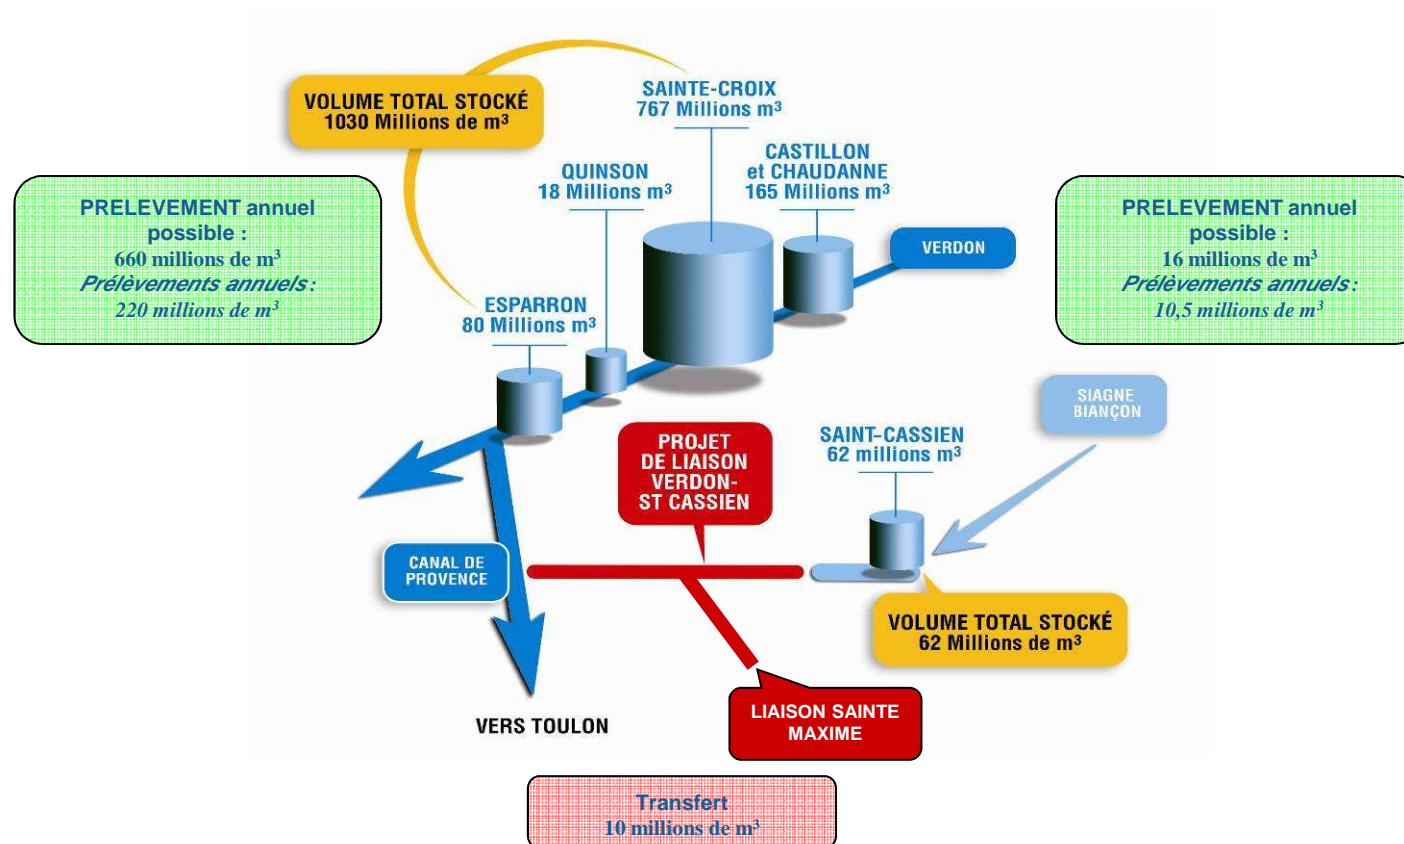 SAINTE-CROIX
767 Millions m³
VOLUME TOTAL STOCKÉ
1030 Millions de m³
QUINSON
18 Millions m³
CASTILLON
et CHAUDANNE
165 Millions m³
PRELEVEMENT annuel
possible :
660 millions de m³
Prélèvements annuels :
220 millions de m³
PRELEVEMENT annuel
possible :
16 millions de m³
Prélèvements annuels :
10,5 millions de m³
VERDON
ESPARRON
80 Millions m³
SIAGNE
BIANÇON
PROJET
DE LIAISON
VERDON-
ST CASSIEN
SAINT-CASSIEN
62 millions m³
CANAL DE
PROVENCE
VOLUME TOTAL STOCKÉ
62 Millions de m³
LIAISON SAINTE
MAXIME
VERS TOULON
Transfert
10 millions de m³